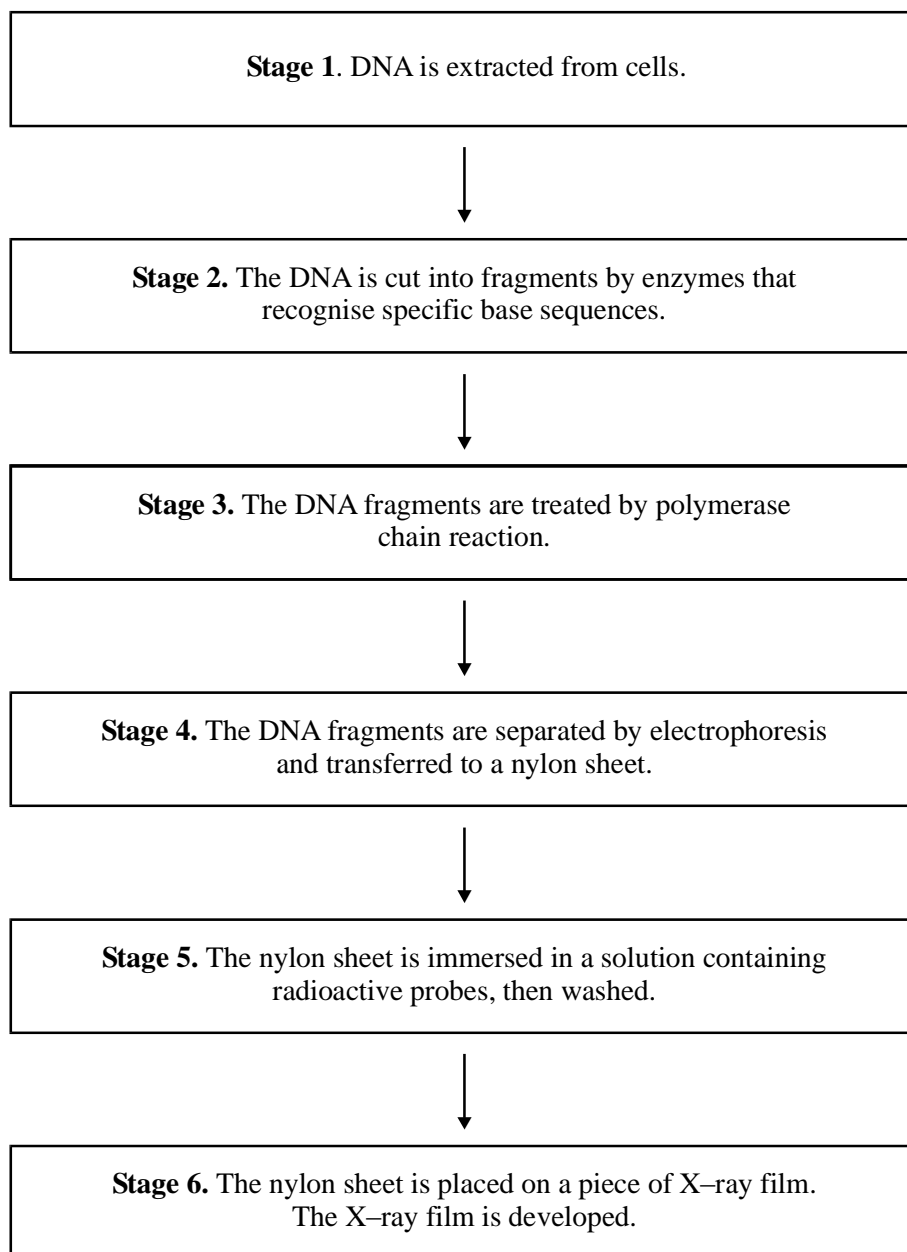 Stage 1. DNA is extracted from cells.
Stage 2. The DNA is cut into fragments by enzymes that
recognise specific base sequences.
Stage 3. The DNA fragments are treated by polymerase
chain reaction.
Stage 4. The DNA fragments are separated by electrophoresis
and transferred to a nylon sheet.
Stage 5. The nylon sheet is immersed in a solution containing
radioactive probes, then washed.
Stage 6. The nylon sheet is placed on a piece of X–ray film.
The X–ray film is developed.